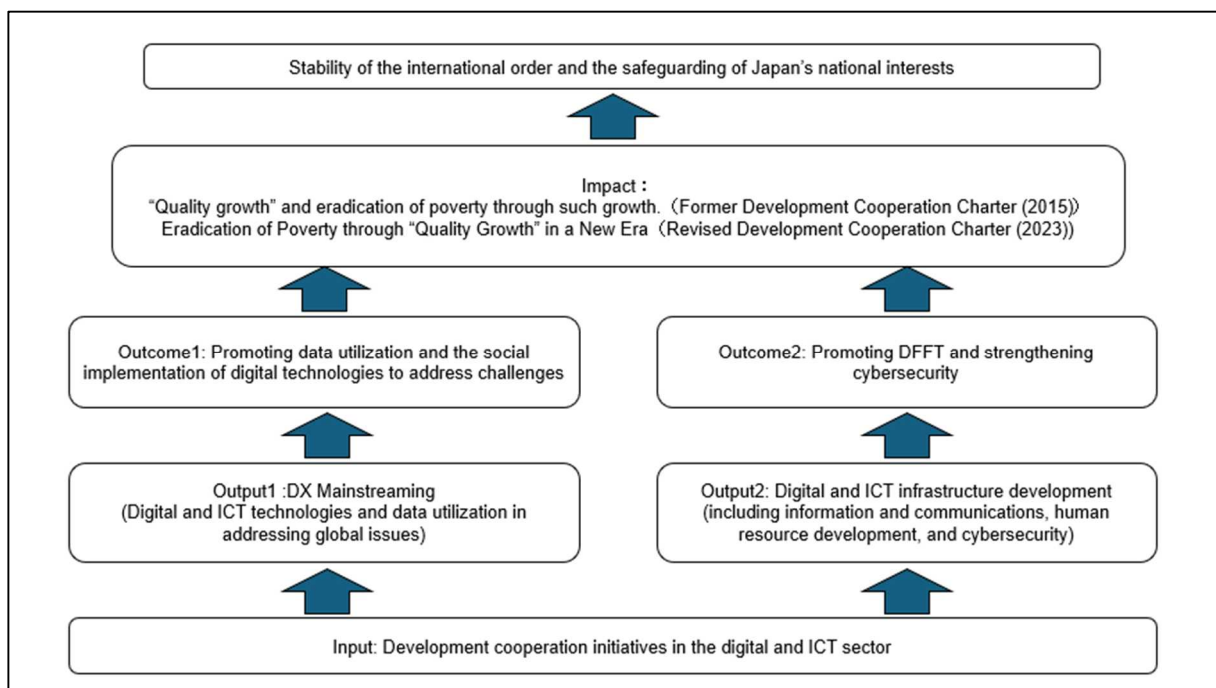 Stability of the international order and the safeguarding of Japan’s national interests
Impact：
“Quality growth” and eradication of poverty through such growth.（Former Development Cooperation Charter (2015)）
Eradication of Poverty through “Quality Growth” in a New Era（Revised Development Cooperation Charter (2023))
Outcome1: Promoting data utilization and the social
implementation of digital technologies to address challenges
Outcome2: Promoting DFFT and strengthening
cybersecurity
Output1 :DX Mainstreaming
(Digital and ICT technologies and data utilization in
addressing global issues)
Output2: Digital and ICT infrastructure development
(including information and communications, human
resource development, and cybersecurity)
Input: Development cooperation initiatives in the digital and ICT sector